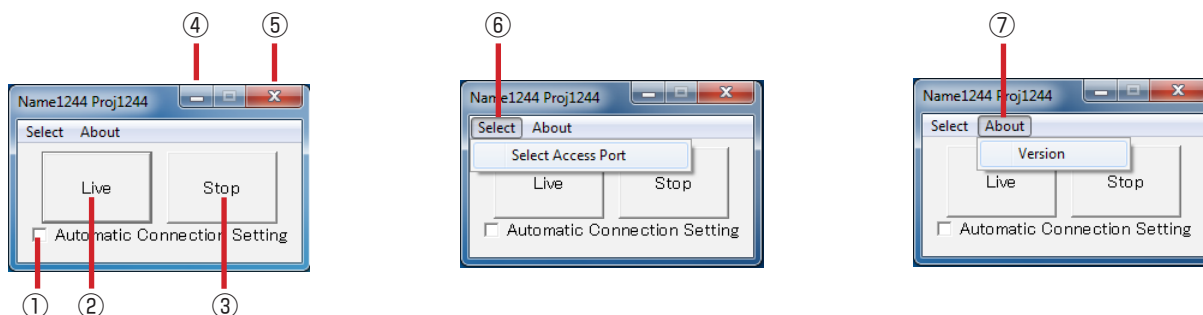 ④ ⑤ ⑥ ⑦
Name1244 Proj1244
Select About
Live Stop
Automatic Connection Setting
① ② ③
Name1244 Proj1244
Select About
Select Access Port
Live Stop
Automatic Connection Setting
Name1244 Proj1244
Select About
Version
Live Stop
Automatic Connection Setting